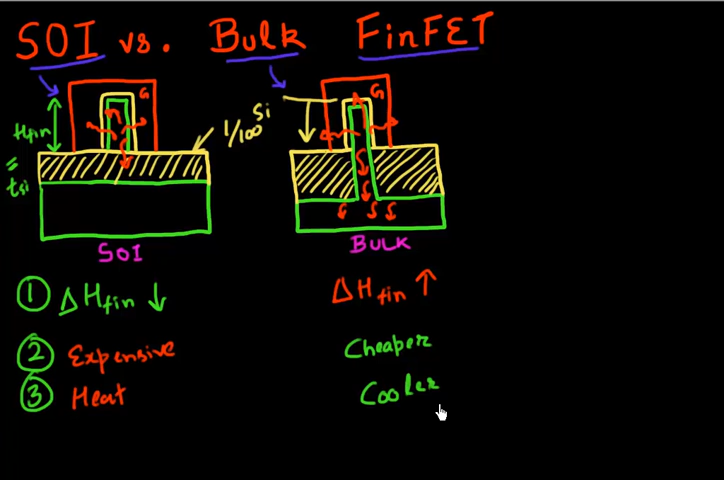 SOI vs. Bulk FinFET
G
G
Hfin
=
tsi
1/100 Si
SOI
BULK
① ΔHfin ↓
ΔHfin ↑
② Expensive
Cheaper
③ Heat
Cooler